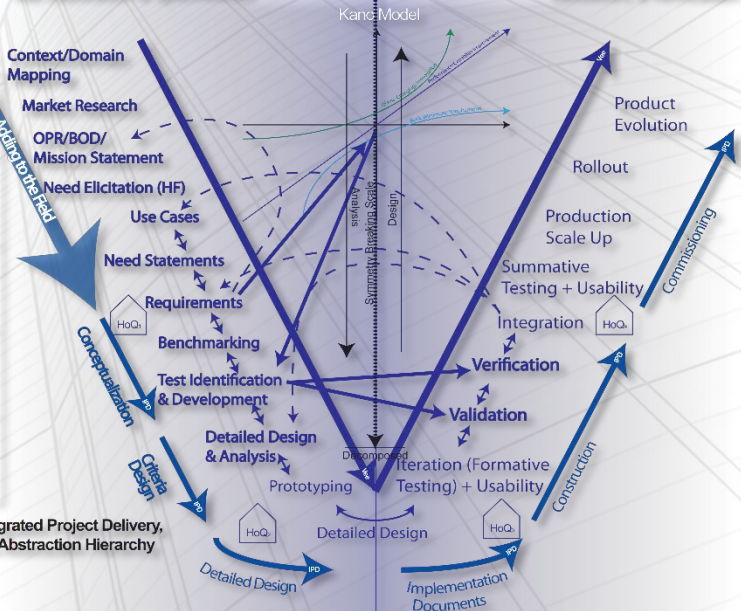 Kano Model
Context/Domain
Mapping
Market Research
OPR/BOD/
Mission Statement
Need Elicitation (HF)
Use Cases
Need Statements
Requirements
Benchmarking
Test Identification
& Development
Detailed Design
& Analysis
Prototyping
Adding to the Field
HoQ
Conceptualization
IPD
Criteria
Design
IPD
grated Project Delivery,
Abstraction Hierarchy
HoQ
Detailed Design
IPD
Analysis
Symmetry Breaking Scale
Design
Decomposed
Vee
Detailed Design
Vee
Product
Evolution
Rollout
Production
Scale Up
Summative
Testing + Usability
Integration
HoQ
Verification
Validation
Iteration (Formative
Testing) + Usability
HoQ
Implementation
Documents
IPD
Construction
IPD
Commissioning
IPD